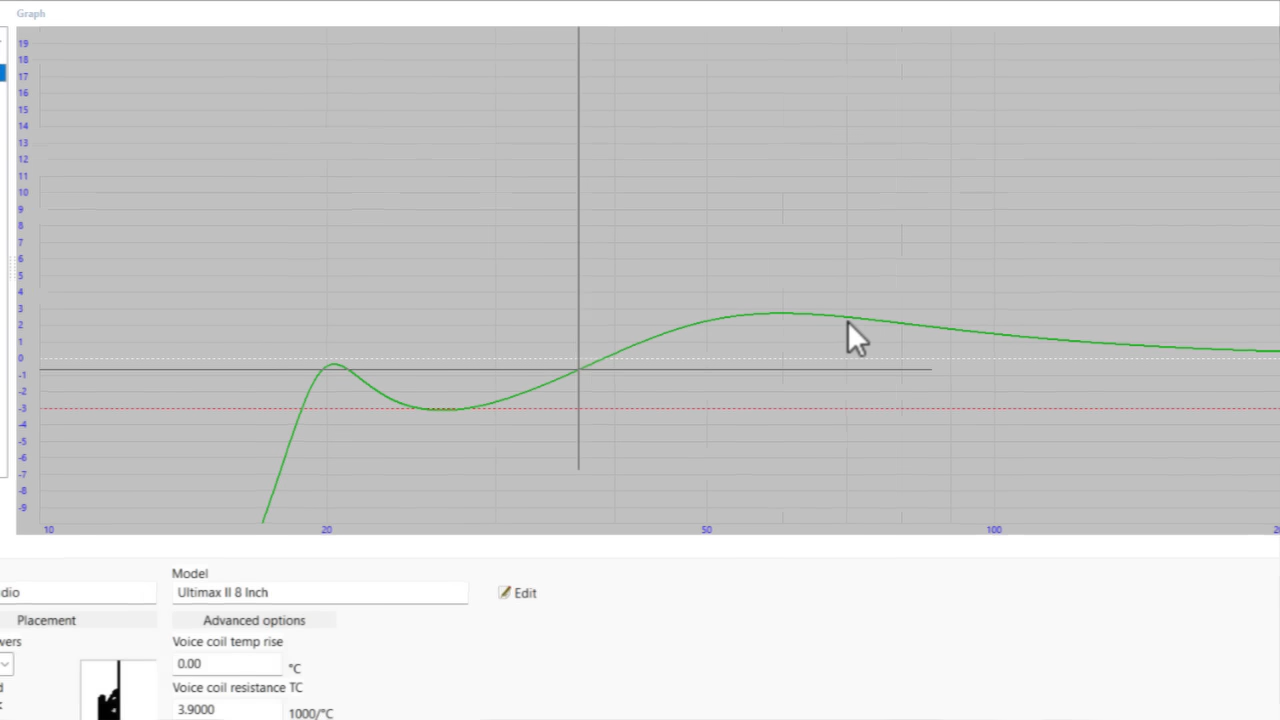 Graph
19
18
17
16
15
14
13
12
11
10
9
8
7
6
5
4
3
2
1
0
-1
-2
-3
-4
-5
-6
-7
-8
-9
10 20 50 100
dio
Model
Ultimax II 8 Inch
Edit
Placement
Advanced options
vers
Voice coil temp rise
0.00 °C
Voice coil resistance TC
3.9000 1000/°C